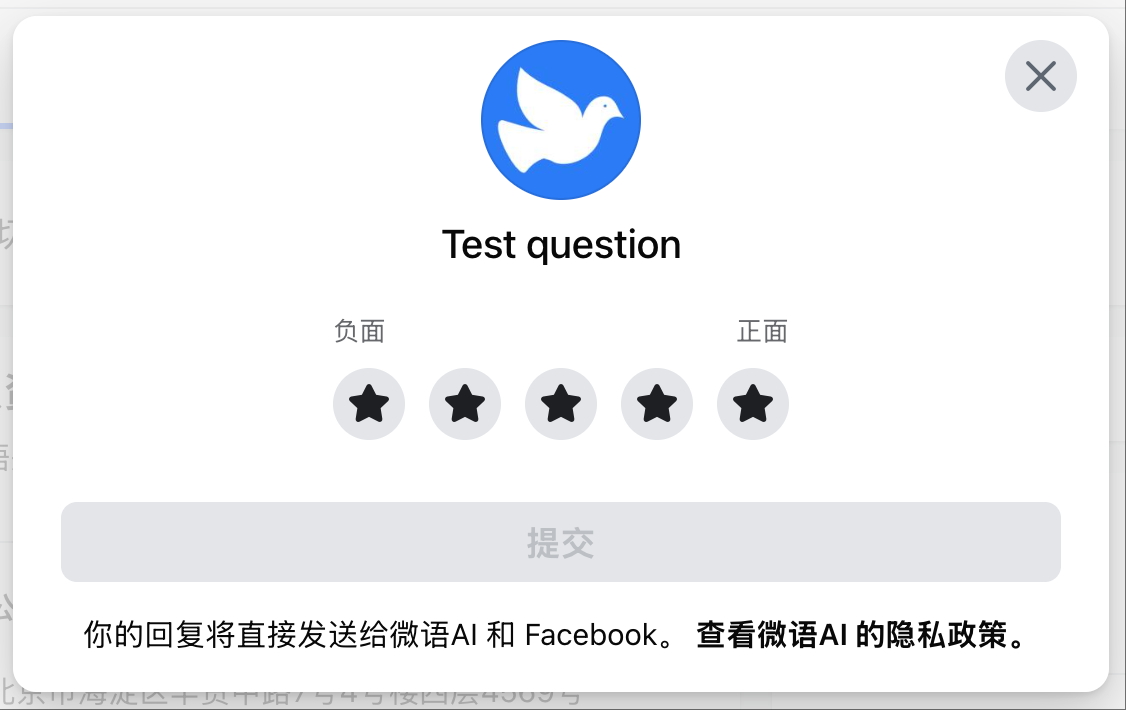 Test question
负面 正面
提交
你的回复将直接发送给微语AI 和 Facebook。 查看微语AI 的隐私政策。